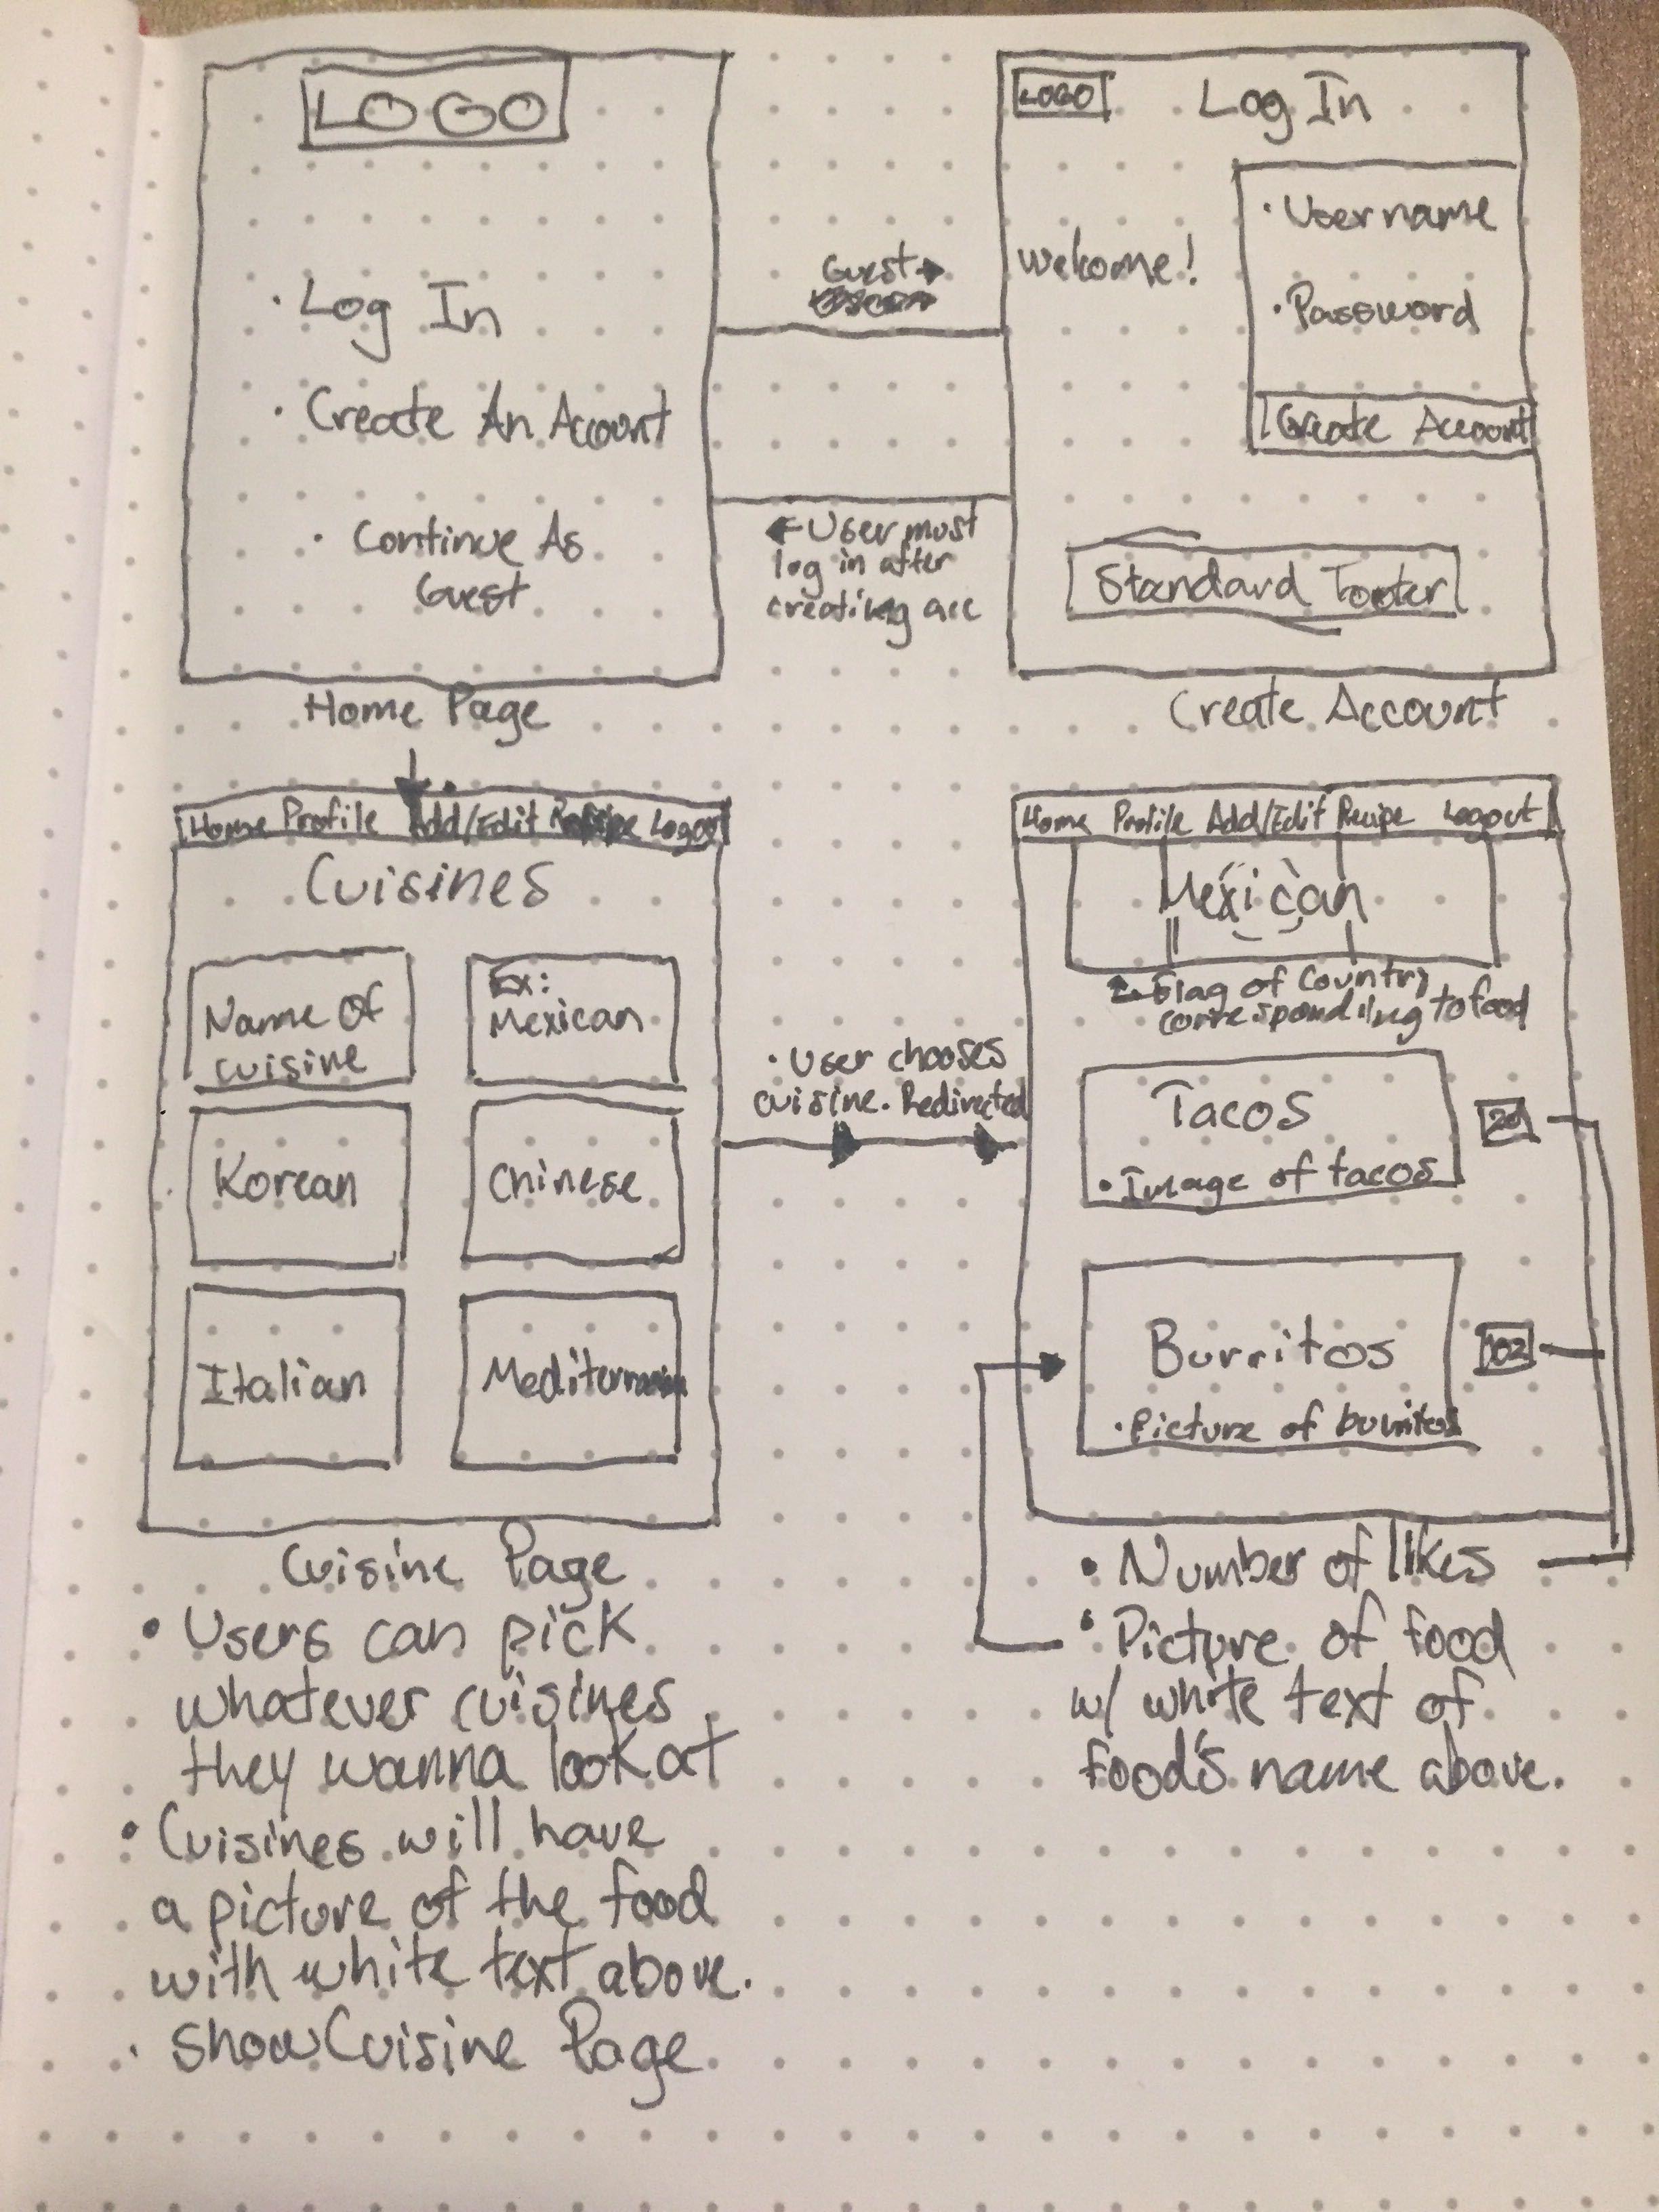 LOGO
· Log In
· Create An Account
· Continue As
Guest
Home Page
Guest →
← User must
log in after
creating acc
LOGO
Log In
Welcome!
· Username
· Password
Create Account
Standard Footer
Create Account
Home Profile Add/Edit Recipe Logout
Cuisines
Name Of
cuisine
Ex:
Mexican
Korean
Chinese
Italian
Mediterranean
Cuisine Page
• Users can pick
whatever cuisines
they wanna look at
• Cuisines will have
a picture of the food
with white text above.
· Show Cuisine Page
· User chooses
cuisine. Redirected
Home Profile Add/Edit Recipe Logout
Mexican
Flag of Country
corresponding to food
Tacos
• Image of tacos
Burritos
· Picture of burritos
102
• Number of likes
• Picture of food
w/ white text of
food's name above.